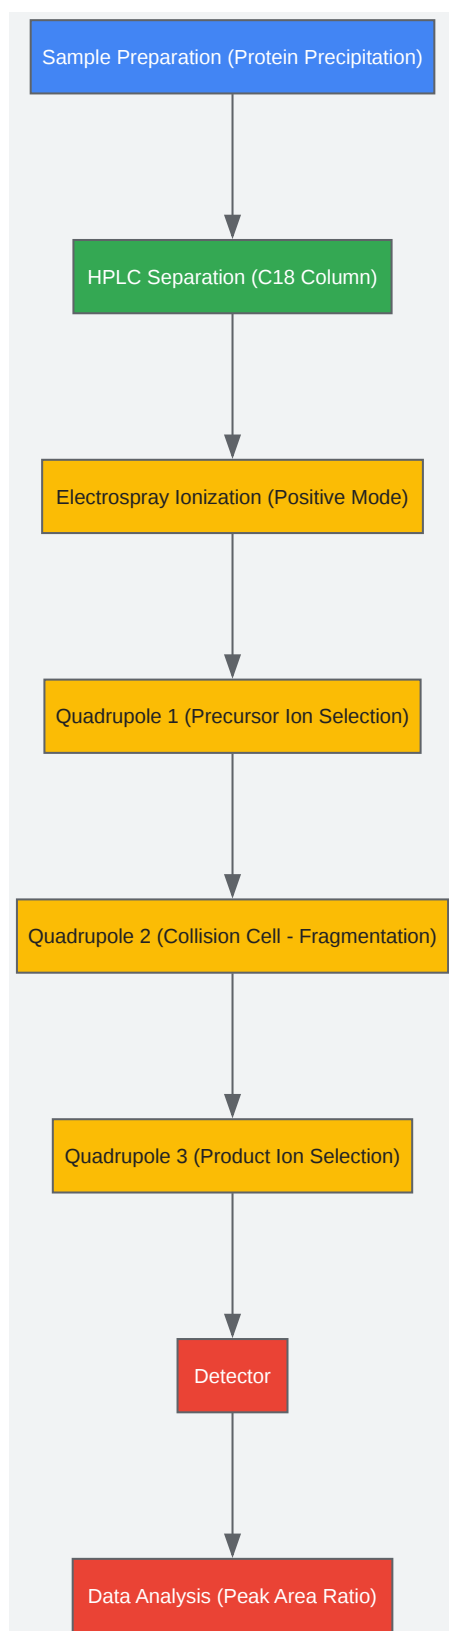 Sample Preparation (Protein Precipitation)
HPLC Separation (C18 Column)
Electrospray Ionization (Positive Mode)
Quadrupole 1 (Precursor Ion Selection)
Quadrupole 2 (Collision Cell - Fragmentation)
Quadrupole 3 (Product Ion Selection)
Detector
Data Analysis (Peak Area Ratio)